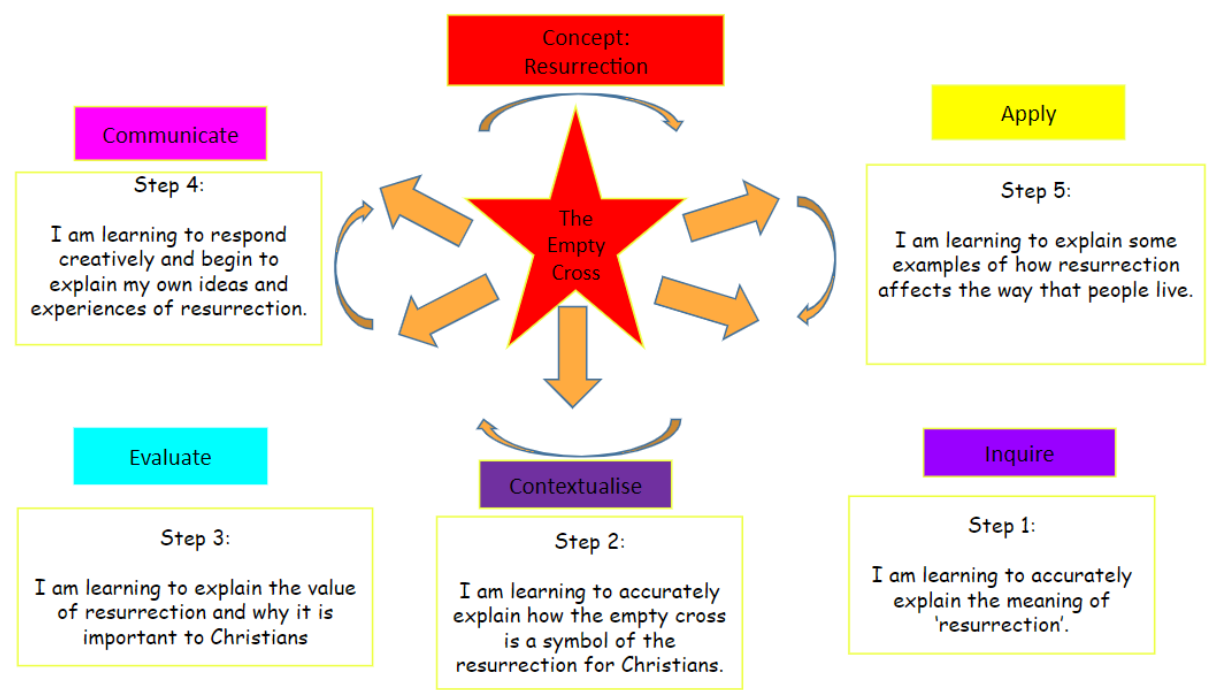 Concept:
Resurrection
Communicate
Step 4:
I am learning to respond
creatively and begin to
explain my own ideas and
experiences of resurrection.
The
Empty
Cross
Apply
Step 5:
I am learning to explain some
examples of how resurrection
affects the way that people live.
Evaluate
Step 3:
I am learning to explain the value
of resurrection and why it is
important to Christians
Contextualise
Step 2:
I am learning to accurately
explain how the empty cross
is a symbol of the
resurrection for Christians.
Inquire
Step 1:
I am learning to accurately
explain the meaning of
‘resurrection’.